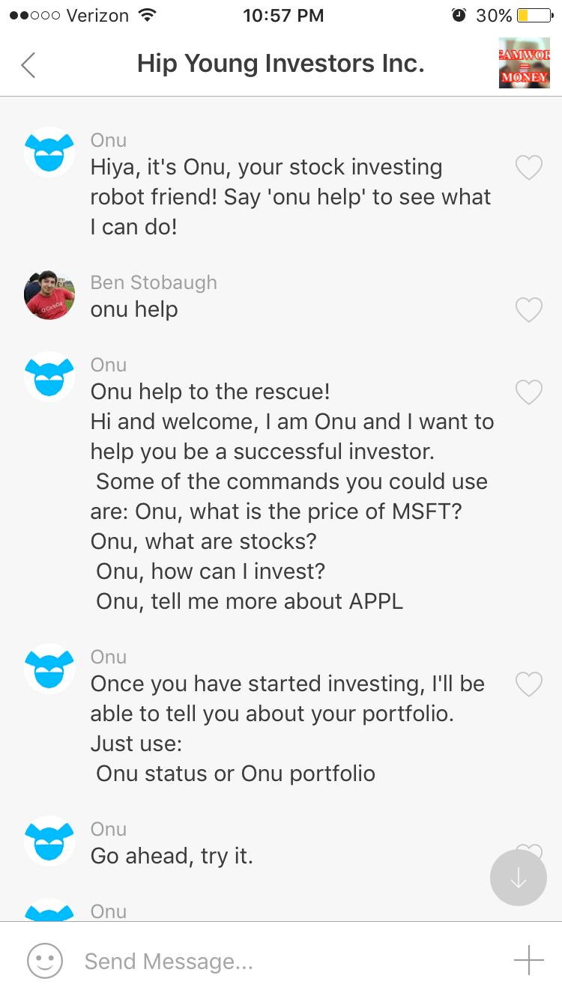 Verizon 10:57 PM 30%
Hip Young Investors Inc.
EAMWOR
=
MONEY
Onu
Hiya, it's Onu, your stock investing
robot friend! Say 'onu help' to see what
I can do!
Ben Stobaugh
onu help
Onu
Onu help to the rescue!
Hi and welcome, I am Onu and I want to
help you be a successful investor.
Some of the commands you could use
are: Onu, what is the price of MSFT?
Onu, what are stocks?
Onu, how can I invest?
Onu, tell me more about APPL
Onu
Once you have started investing, I'll be
able to tell you about your portfolio.
Just use:
Onu status or Onu portfolio
Onu
Go ahead, try it.
Onu
Send Message...